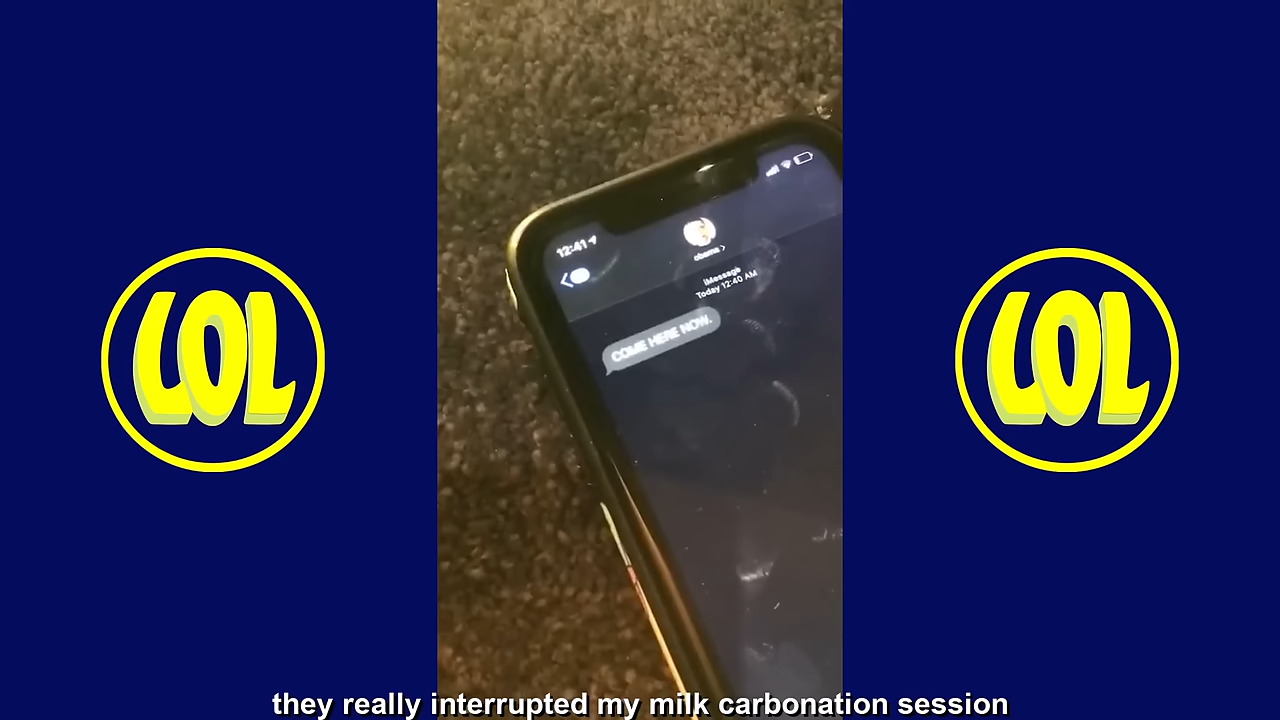 LOL
LOL
12:41
obama
iMessage
Today 12:40 AM
COME HERE NOW.
they really interrupted my milk carbonation session